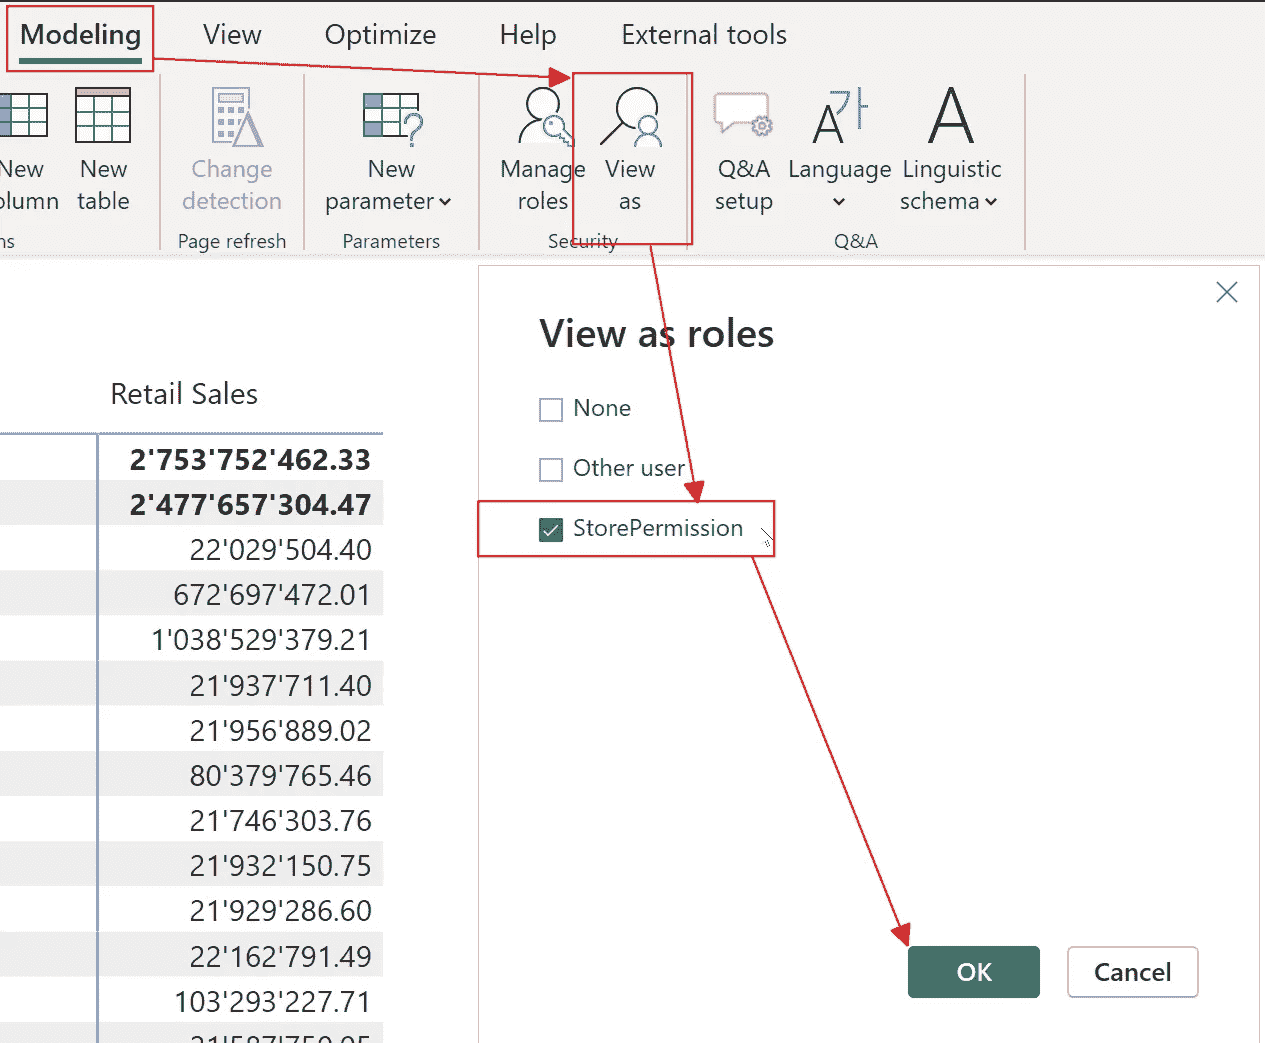 Modeling View Optimize Help External tools
New New Change New Manage View Q&A Language Linguistic
olumn table detection parameter roles as setup schema
ns Page refresh Parameters Security Q&A
View as roles
Retail Sales
None
2'753'752'462.33
Other user
2'477'657'304.47
StorePermission
22'029'504.40
672'697'472.01
1'038'529'379.21
21'937'711.40
21'956'889.02
80'379'765.46
21'746'303.76
21'932'150.75
21'929'286.60
22'162'791.49
OK Cancel
103'293'227.71